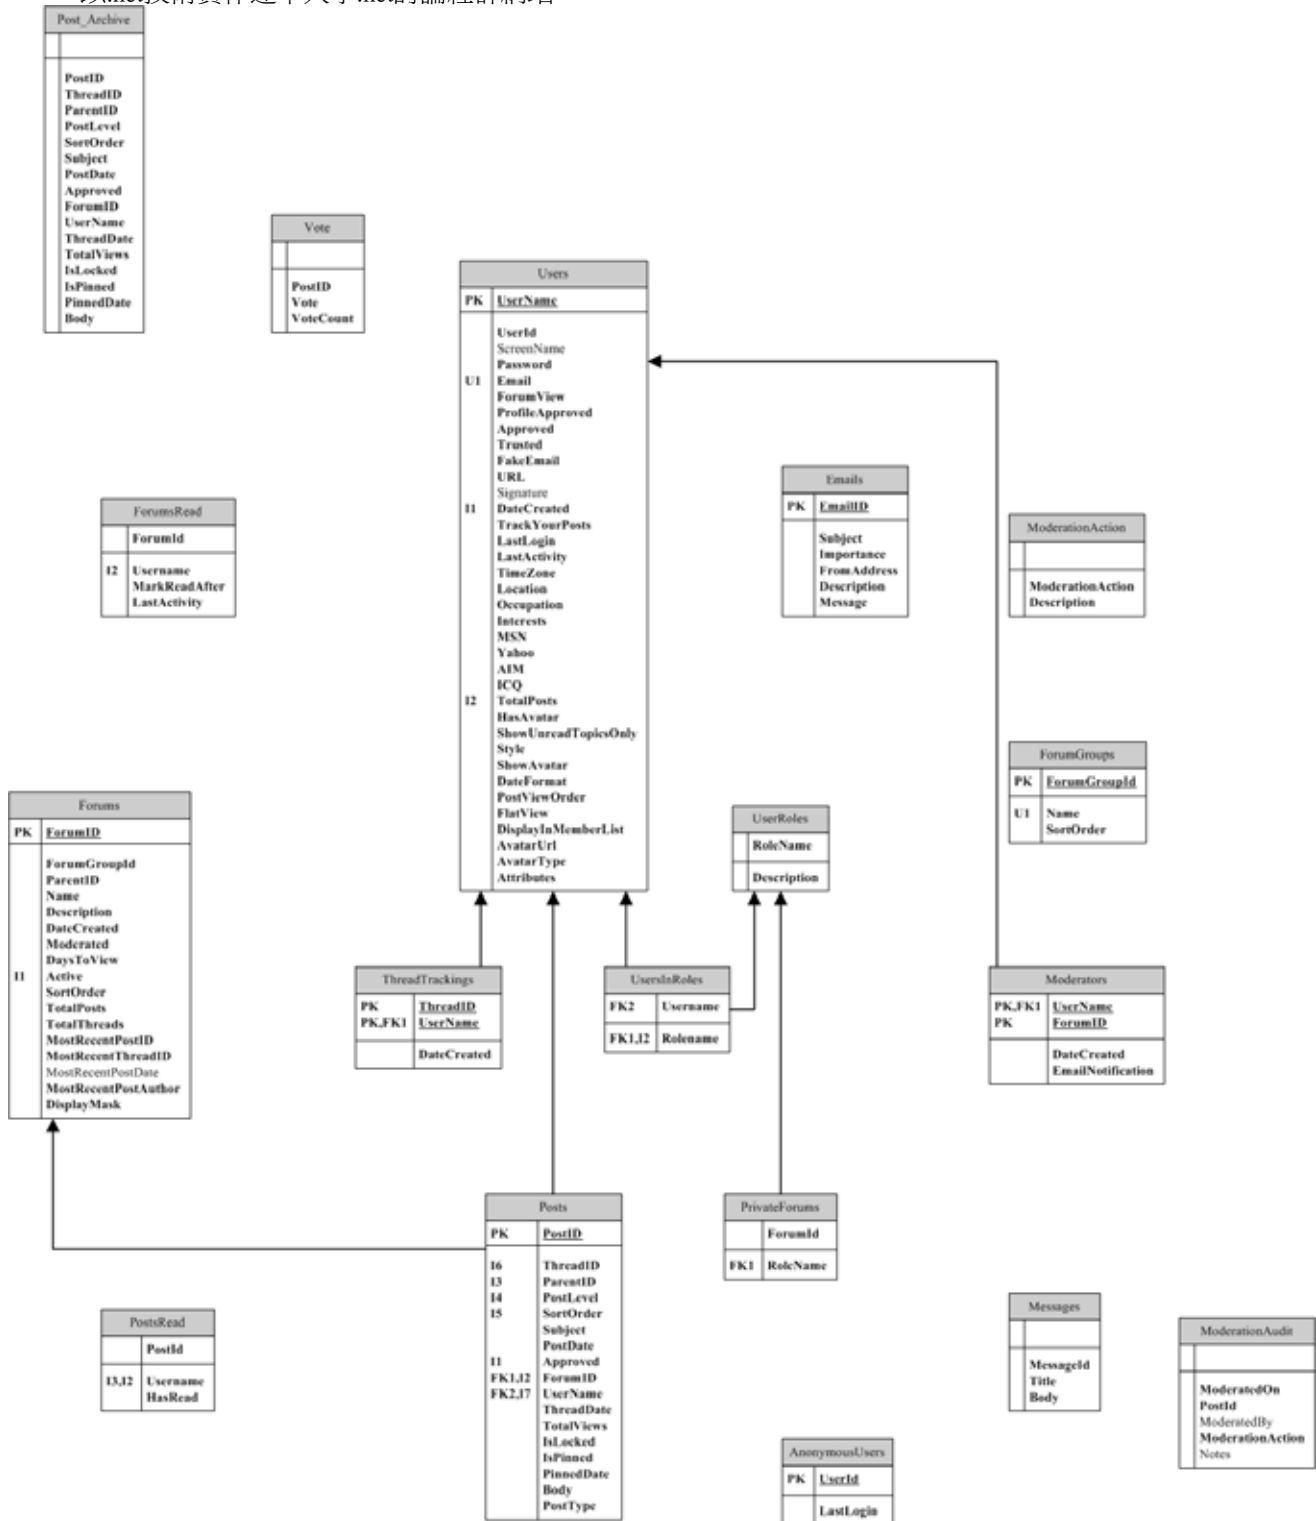 Post_Archive
PostID
ThreadID
ParentID
PostLevel
SortOrder
Subject
PostDate
Approved
ForumID
UserName
ThreadDate
TotalViews
IsLocked
IsPinned
PinnedDate
Body
Vote
PostID
Vote
VoteCount
Users
PK UserName
UserId
ScreenName
Password
U1 Email
ForumView
ProfileApproved
Approved
Trusted
FakeEmail
URL
Signature
I1 DateCreated
TrackYourPosts
LastLogin
LastActivity
TimeZone
Location
Occupation
Interests
MSN
Yahoo
AIM
ICQ
I2 TotalPosts
HasAvatar
ShowUnreadTopicsOnly
Style
ShowAvatar
DateFormat
PostViewOrder
FlatView
DisplayInMemberList
AvatarUrl
AvatarType
Attributes
Emails
PK EmailID
Subject
Importance
FromAddress
Description
Message
ForumsRead
ForumId
I2 Username
MarkReadAfter
LastActivity
ModerationAction
ModerationAction
Description
ForumGroups
PK ForumGroupId
U1 Name
SortOrder
Forums
PK ForumID
ForumGroupId
ParentID
Name
Description
DateCreated
Moderated
DaysToView
I1 Active
SortOrder
TotalPosts
TotalThreads
MostRecentPostID
MostRecentThreadID
MostRecentPostDate
MostRecentPostAuthor
DisplayMask
UserRoles
RoleName
Description
ThreadTrackings
PK ThreadID
PK,FK1 UserName
DateCreated
UsersInRoles
FK2 Username
FK1,I2 Rolename
Moderators
PK,FK1 UserName
PK ForumID
DateCreated
EmailNotification
Posts
PK PostID
I6 ThreadID
I3 ParentID
I4 PostLevel
I5 SortOrder
Subject
PostDate
I1 Approved
FK1,I2 ForumID
FK2,I7 UserName
ThreadDate
TotalViews
IsLocked
IsPinned
PinnedDate
Body
PostType
PrivateForums
ForumId
FK1 RoleName
PostsRead
PostId
I3,I2 Username
HasRead
Messages
MessageId
Title
Body
ModerationAudit
ModeratedOn
PostId
ModeratedBy
ModerationAction
Notes
AnonymousUsers
PK UserId
LastLogin